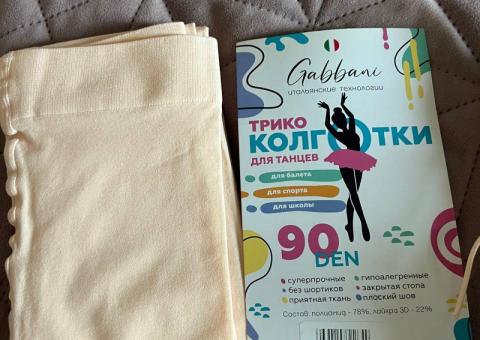 Gabbani
итальянские технологии
ТРИКО
КОЛГОТКИ
ДЛЯ ТАНЦЕВ
для балета
для спорта
для школы
90
DEN
суперпрочные
гипоалергенные
без шортиков
закрытая стопа
приятная ткань
плоский шов
Состав: полиамид - 78%, лайкра 3D - 22%